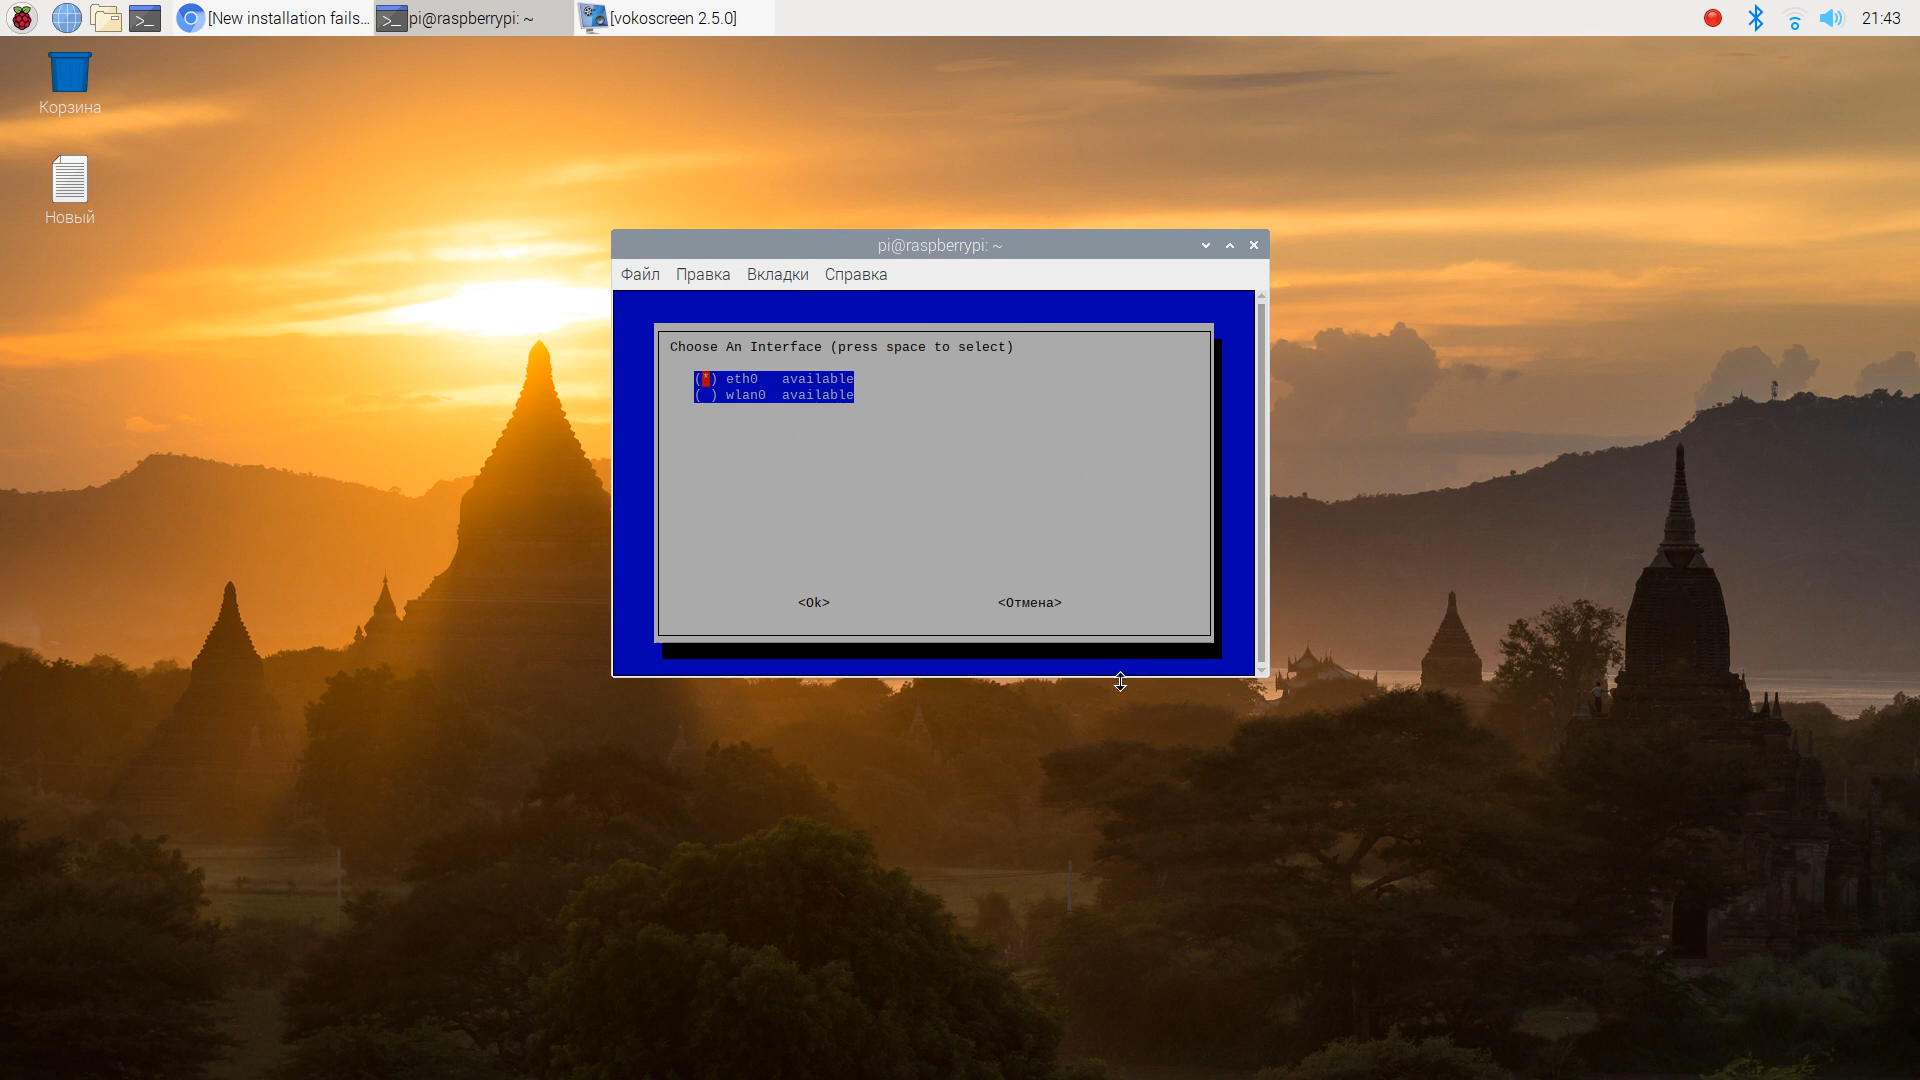 [New installation fails...
pi@raspberrypi: ~
[vokoscreen 2.5.0]
21:43
Корзина
Новый
pi@raspberrypi: ~
Файл Правка Вкладки Справка
Choose An Interface (press space to select)
(*) eth0 available
( ) wlan0 available
<Ok> <Отмена>